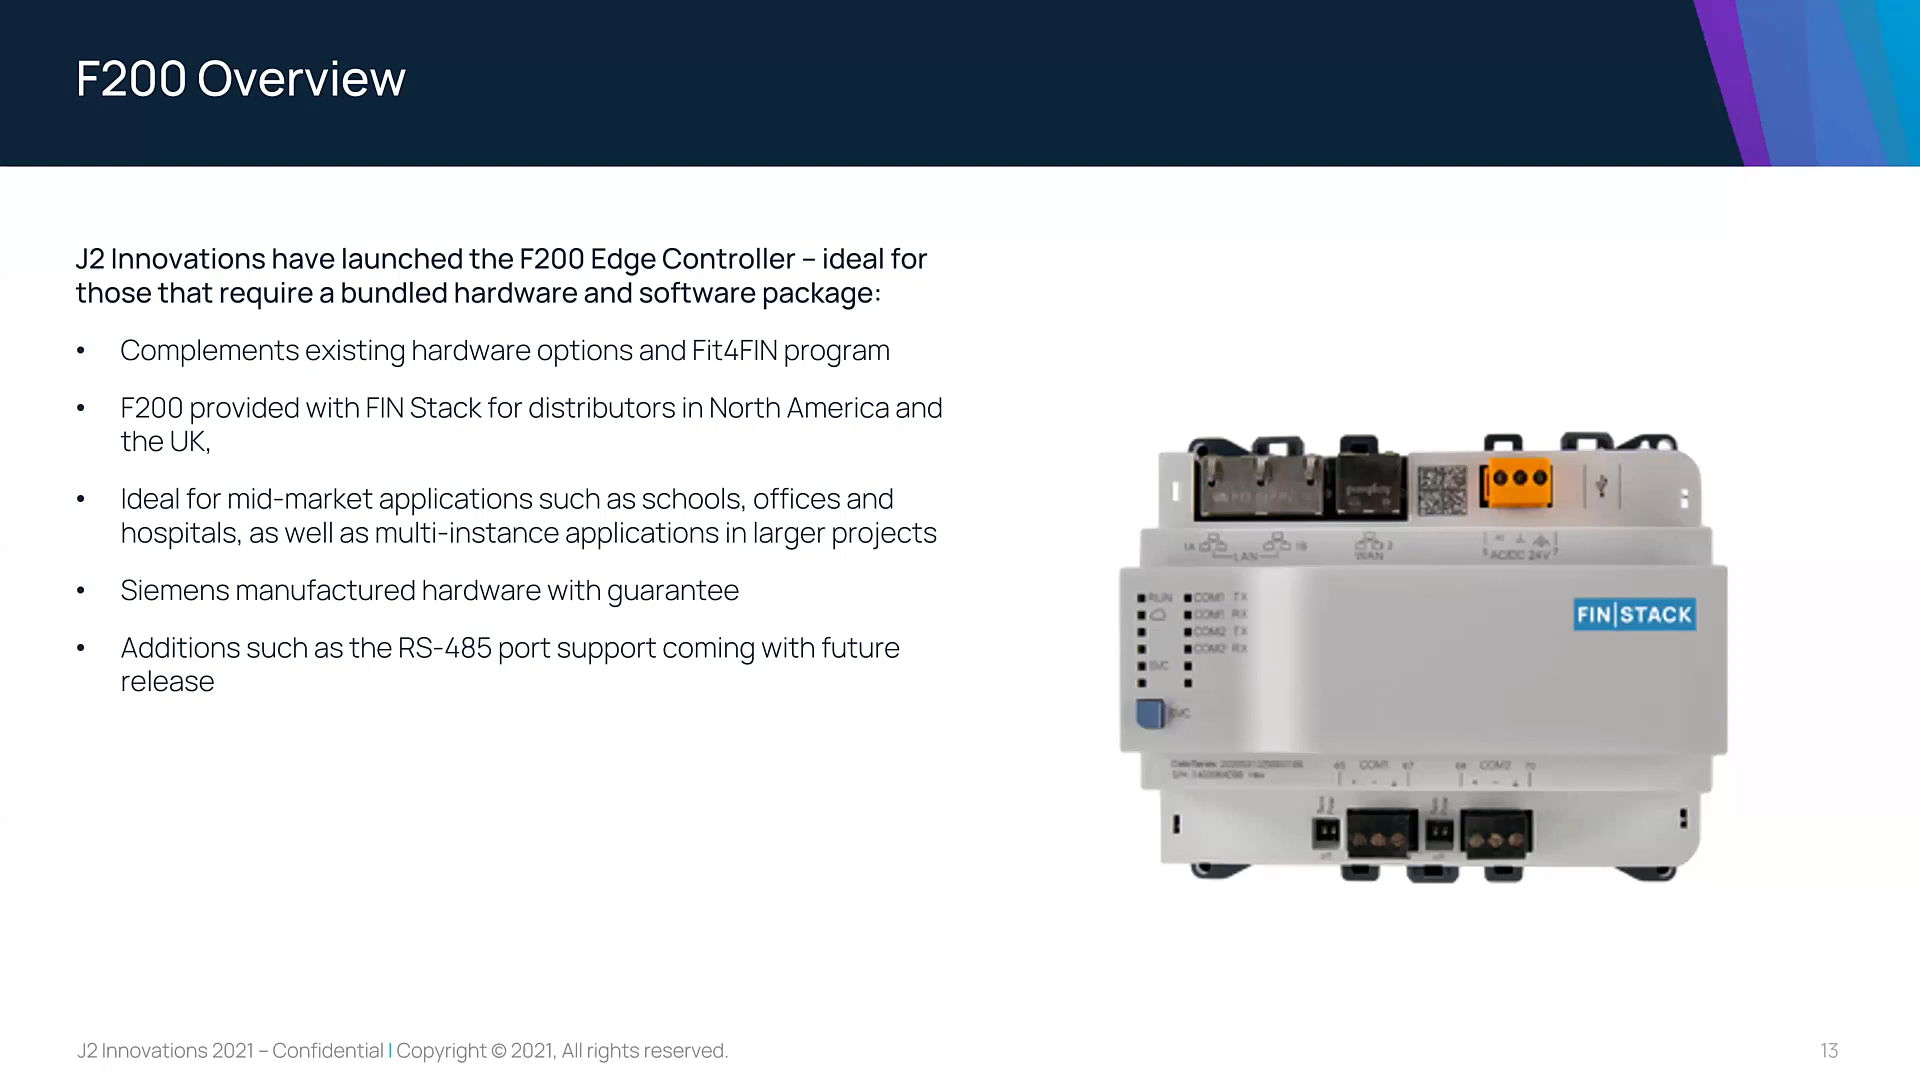 F200 Overview
J2 Innovations have launched the F200 Edge Controller – ideal for
those that require a bundled hardware and software package:
• Complements existing hardware options and Fit4FIN program
• F200 provided with FIN Stack for distributors in North America and
the UK,
• Ideal for mid-market applications such as schools, offices and
hospitals, as well as multi-instance applications in larger projects
• Siemens manufactured hardware with guarantee
• Additions such as the RS-485 port support coming with future
release
LAN
WAN
AC/DC 24V
FIN|STACK
RUN COM1 TX
COM1 RX
COM2 TX
COM2 RX
SVC
SVC
COM1
COM2
J2 Innovations 2021 – Confidential | Copyright © 2021, All rights reserved.
13